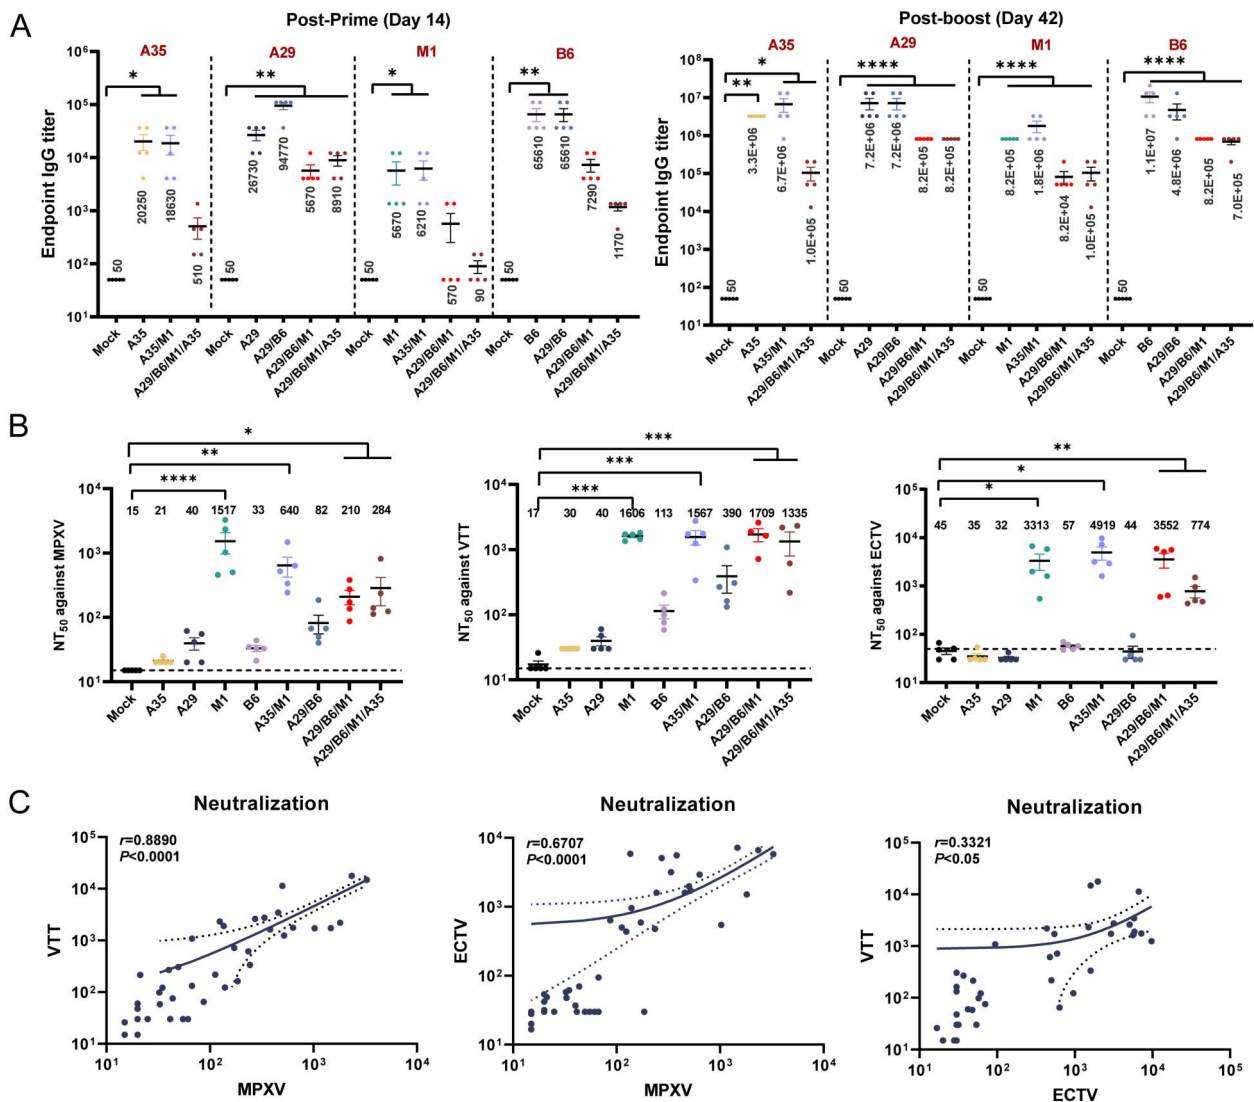 A
Post-Prime (Day 14)
A35 A29 M1 B6
Endpoint IgG titer
10^6
10^5
10^4
10^3
10^2
10^1
* ** * **
50 20250 18630 510
50 26730 94770 5670 8910
50 5670 6210 570 90
50 65610 65610 7290 1170
Mock A35 A35/M1 A29/B6/M1/A35
Mock A29 A29/B6 A29/B6/M1 A29/B6/M1/A35
Mock M1 A35/M1 A29/B6/M1 A29/B6/M1/A35
Mock B6 A29/B6 A29/B6/M1 A29/B6/M1/A35
Post-boost (Day 42)
A35 A29 M1 B6
Endpoint IgG titer
10^8
10^7
10^6
10^5
10^4
10^3
10^2
10^1
* ** **** **** ****
50 3.3E+06 6.7E+06 1.0E+05
50 7.2E+06 7.2E+06 8.2E+05 8.2E+05
50 8.2E+05 1.8E+06 8.2E+04 1.0E+05
50 1.1E+07 4.8E+06 8.2E+05 7.0E+05
Mock A35 A35/M1 A29/B6/M1/A35
Mock A29 A29/B6 A29/B6/M1 A29/B6/M1/A35
Mock M1 A35/M1 A29/B6/M1 A29/B6/M1/A35
Mock B6 A29/B6 A29/B6/M1 A29/B6/M1/A35
B
NT50 against MPXV
10^4
10^3
10^2
10^1
*
**
****
15 21 40 1517 33 640 82 210 284
Mock A35 A29 M1 B6 A35/M1 A29/B6 A29/B6/M1 A29/B6/M1/A35
NT50 against VTT
10^4
10^3
10^2
10^1
***
***
***
17 30 40 1606 113 1567 390 1709 1335
Mock A35 A29 M1 B6 A35/M1 A29/B6 A29/B6/M1 A29/B6/M1/A35
NT50 against ECTV
10^5
10^4
10^3
10^2
10^1
**
*
*
45 35 32 3313 57 4919 44 3552 774
Mock A35 A29 M1 B6 A35/M1 A29/B6 A29/B6/M1 A29/B6/M1/A35
C
Neutralization
r=0.8890
P<0.0001
VTT
10^5
10^4
10^3
10^2
10^1
10^1 10^2 10^3 10^4
MPXV
Neutralization
r=0.6707
P<0.0001
ECTV
10^4
10^3
10^2
10^1
10^1 10^2 10^3 10^4
MPXV
Neutralization
r=0.3321
P<0.05
VTT
10^5
10^4
10^3
10^2
10^1
10^1 10^2 10^3 10^4 10^5
ECTV